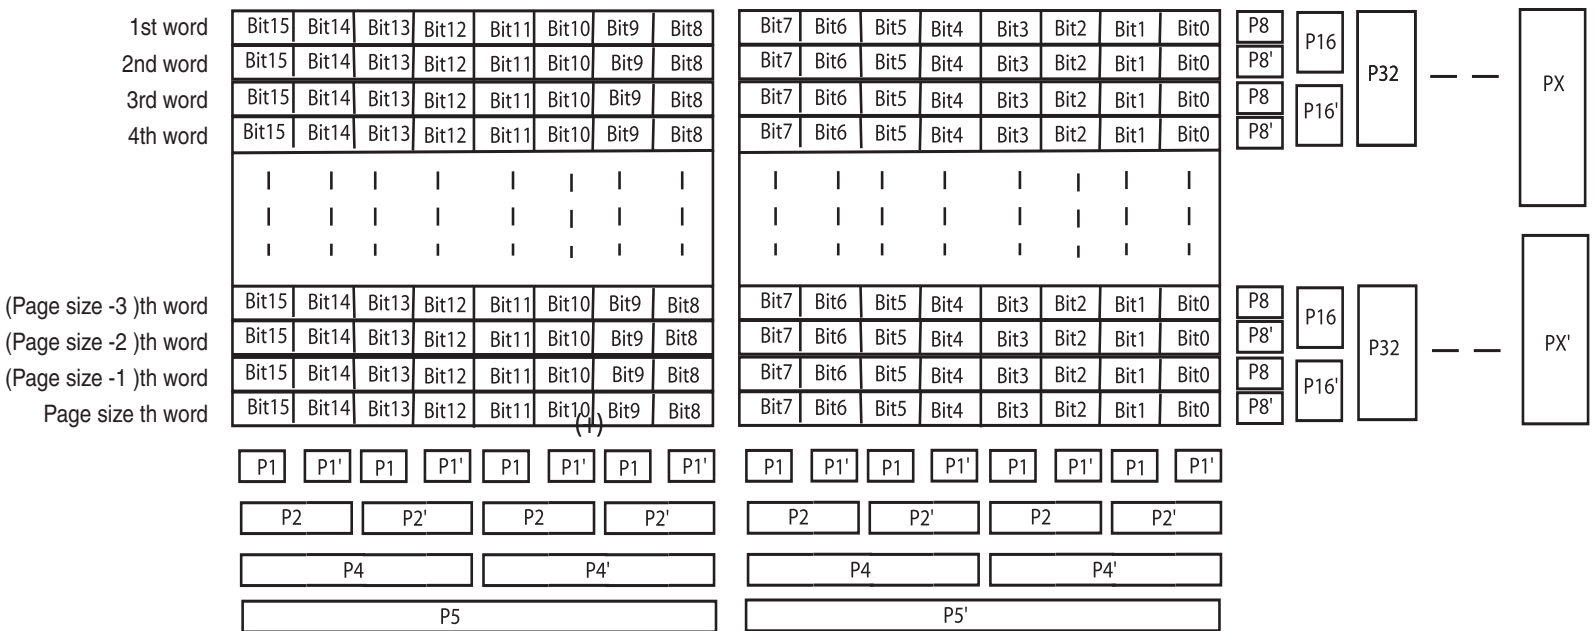 1st word Bit15 Bit14 Bit13 Bit12 Bit11 Bit10 Bit9 Bit8 Bit7 Bit6 Bit5 Bit4 Bit3 Bit2 Bit1 Bit0 P8 P16 P32 PX
2nd word Bit15 Bit14 Bit13 Bit12 Bit11 Bit10 Bit9 Bit8 Bit7 Bit6 Bit5 Bit4 Bit3 Bit2 Bit1 Bit0 P8'
3rd word Bit15 Bit14 Bit13 Bit12 Bit11 Bit10 Bit9 Bit8 Bit7 Bit6 Bit5 Bit4 Bit3 Bit2 Bit1 Bit0 P8 P16'
4th word Bit15 Bit14 Bit13 Bit12 Bit11 Bit10 Bit9 Bit8 Bit7 Bit6 Bit5 Bit4 Bit3 Bit2 Bit1 Bit0 P8'
(Page size -3 )th word Bit15 Bit14 Bit13 Bit12 Bit11 Bit10 Bit9 Bit8 Bit7 Bit6 Bit5 Bit4 Bit3 Bit2 Bit1 Bit0 P8 P16 P32 PX'
(Page size -2 )th word Bit15 Bit14 Bit13 Bit12 Bit11 Bit10 Bit9 Bit8 Bit7 Bit6 Bit5 Bit4 Bit3 Bit2 Bit1 Bit0 P8'
(Page size -1 )th word Bit15 Bit14 Bit13 Bit12 Bit11 Bit10 Bit9 Bit8 Bit7 Bit6 Bit5 Bit4 Bit3 Bit2 Bit1 Bit0 P8 P16'
Page size th word Bit15 Bit14 Bit13 Bit12 Bit11 Bit10 Bit9 Bit8 Bit7 Bit6 Bit5 Bit4 Bit3 Bit2 Bit1 Bit0 P8'
P1 P1' P1 P1' P1 P1' P1 P1' P1 P1' P1 P1' P1 P1' P1 P1'
P2 P2' P2 P2' P2 P2' P2 P2'
P4 P4' P4 P4'
P5 P5'